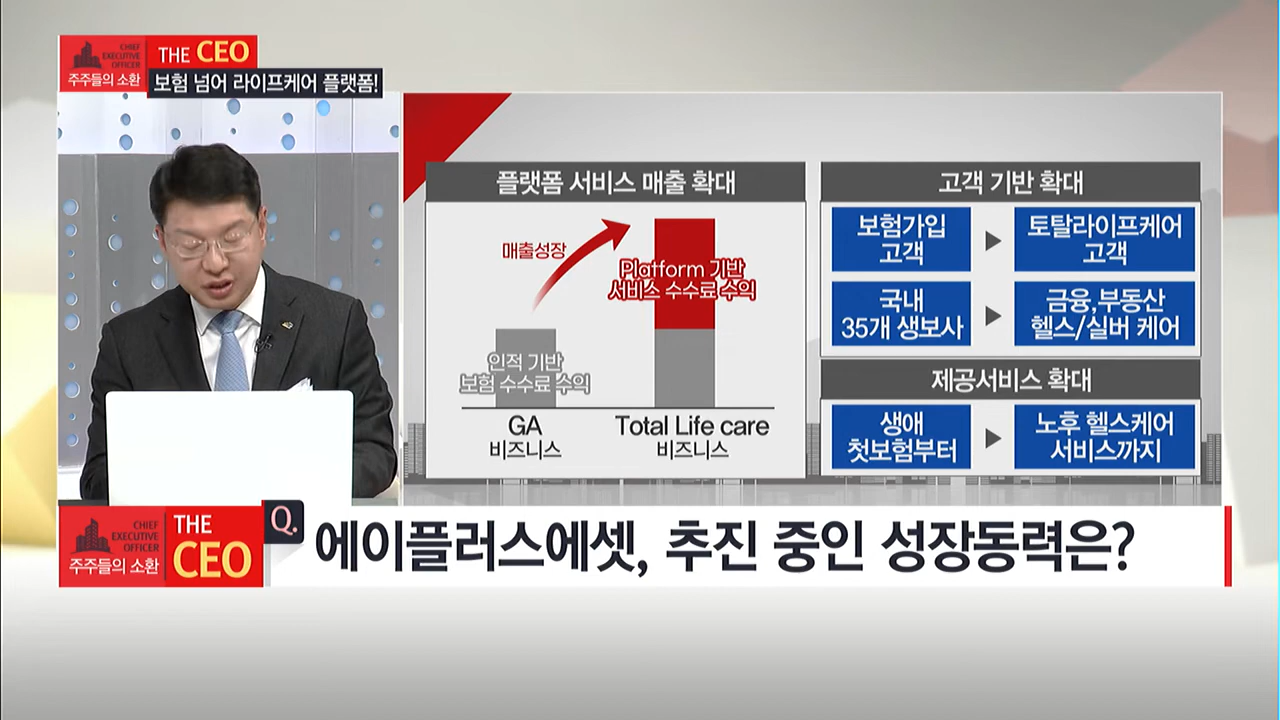 CHIEF
EXECUTIVE
OFFICER
주주들의 소환
THE CEO
보험 넘어 라이프케어 플랫폼!
플랫폼 서비스 매출 확대
매출성장
Platform 기반
서비스 수수료 수익
인적 기반
보험 수수료 수익
GA
비즈니스
Total Life care
비즈니스
고객 기반 확대
보험가입
고객
토탈라이프케어
고객
국내
35개 생보사
금융,부동산
헬스/실버 케어
제공서비스 확대
생애
첫보험부터
노후 헬스케어
서비스까지
CHIEF
EXECUTIVE
OFFICER
주주들의 소환
THE
CEO
Q.
에이플러스에셋, 추진 중인 성장동력은?